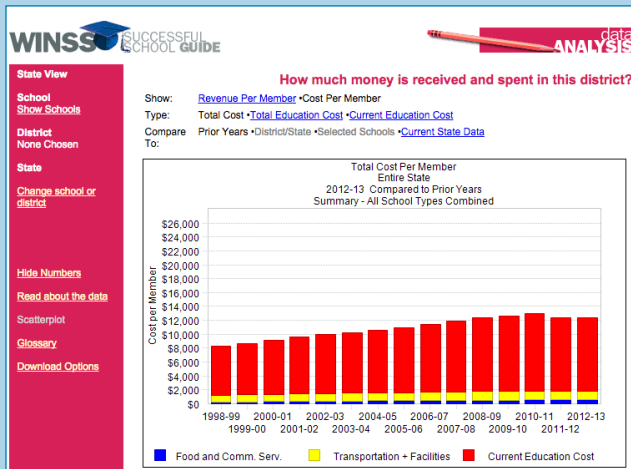 WINSS SUCCESSFUL
SCHOOL GUIDE
data
ANALYSIS
State View
School
Show Schools
District
None Chosen
State
Change school or
district
Hide Numbers
Read about the data
Scatterplot
Glossary
Download Options
How much money is received and spent in this district?
Show: Revenue Per Member •Cost Per Member
Type: Total Cost •Total Education Cost •Current Education Cost
Compare Prior Years •District/State •Selected Schools •Current State Data
To:
Total Cost Per Member
Entire State
2012-13 Compared to Prior Years
Summary - All School Types Combined
Cost per Member
$26,000
$24,000
$22,000
$20,000
$18,000
$16,000
$14,000
$12,000
$10,000
$8,000
$6,000
$4,000
$2,000
$0
1998-99 2000-01 2002-03 2004-05 2006-07 2008-09 2010-11 2012-13
1999-00 2001-02 2003-04 2005-06 2007-08 2009-10 2011-12
Food and Comm. Serv. Transportation + Facilities Current Education Cost